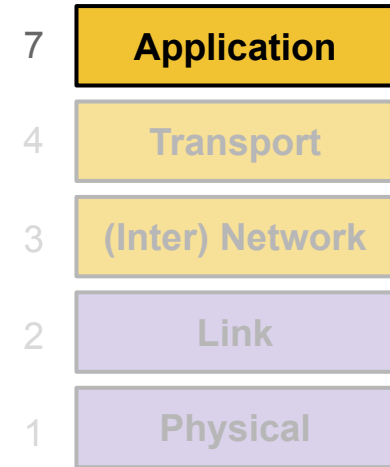 7 Application
4 Transport
3 (Inter) Network
2 Link
1 Physical